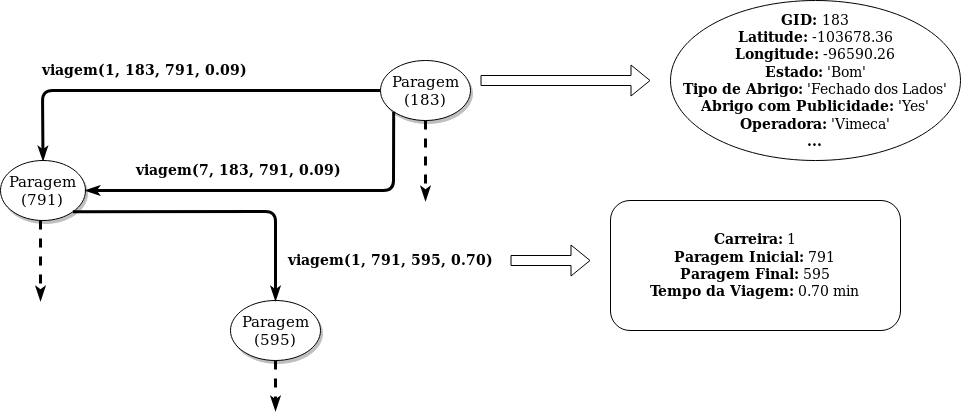 GID: 183
Latitude: -103678.36
Longitude: -96590.26
Estado: 'Bom'
Tipo de Abrigo: 'Fechado dos Lados'
Abrigo com Publicidade: 'Yes'
Operadora: 'Vimeca'
...
viagem(1, 183, 791, 0.09)
Paragem
(183)
viagem(7, 183, 791, 0.09)
Paragem
(791)
viagem(1, 791, 595, 0.70)
Carreira: 1
Paragem Inicial: 791
Paragem Final: 595
Tempo da Viagem: 0.70 min
Paragem
(595)